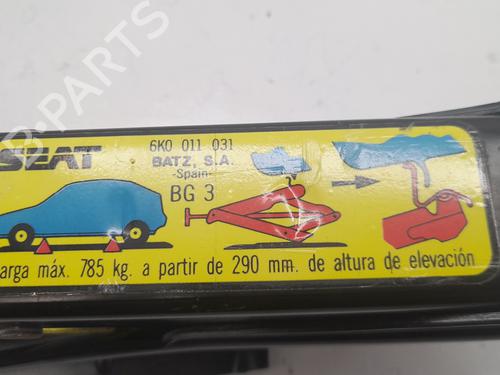 SEAT
6K0 011 031
BATZ, S.A.
-Spain-
BG 3
arga máx. 785 kg. a partir de 290 mm. de altura de elevación
B-PARTS